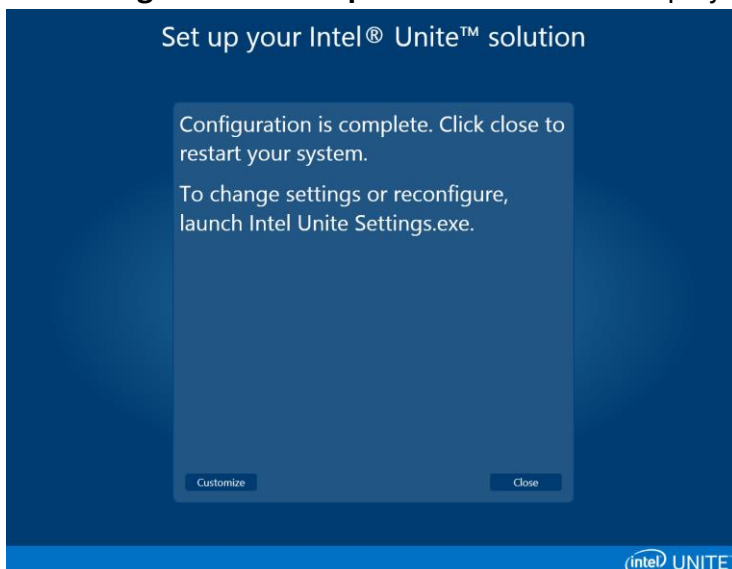 Set up your Intel® Unite™ solution
Configuration is complete. Click close to
restart your system.
To change settings or reconfigure,
launch Intel Unite Settings.exe.
Customize
Close
(intel) UNITE